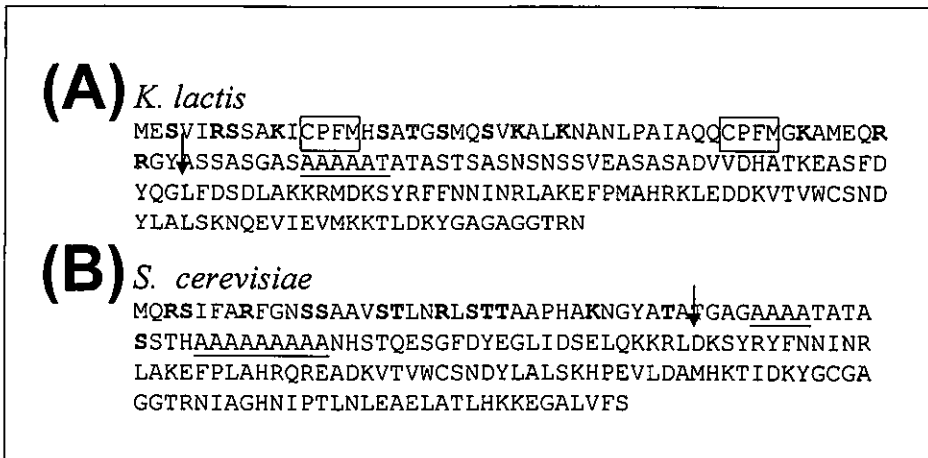 (A) K. lactis
MESVIRSSAKICPFMHSATGSMQSVKALKNANLPAIAQQCPFMGKAMEQR
RGYASSASGASAAAAATATASTSASNSNSSVEASASADVVDHATKEASFD
YQGLFDSDLAKKRMDKSYRFFNNINRLAKEFPMAHRKLEDDKVTVWCSND
YLALSKNQEVIEVMKKTLDKYGAGAGGTRN
(B) S. cerevisiae
MQRSIFARFGNSSAAVSTLNRLSTTAAPHAKNGYATATGAGAAAATATA
SSTHAAAAAAAAANHSTQESGFDYEGLIDSELQKKRLDKSYRYFNNINR
LAKEFPLAHRQREADKVTVWCSNDYLALSKHPEVLDAMHKTIDKYGCGA
GGTRNIAGHNIPTLNLEAELATLHKKEGALVFS